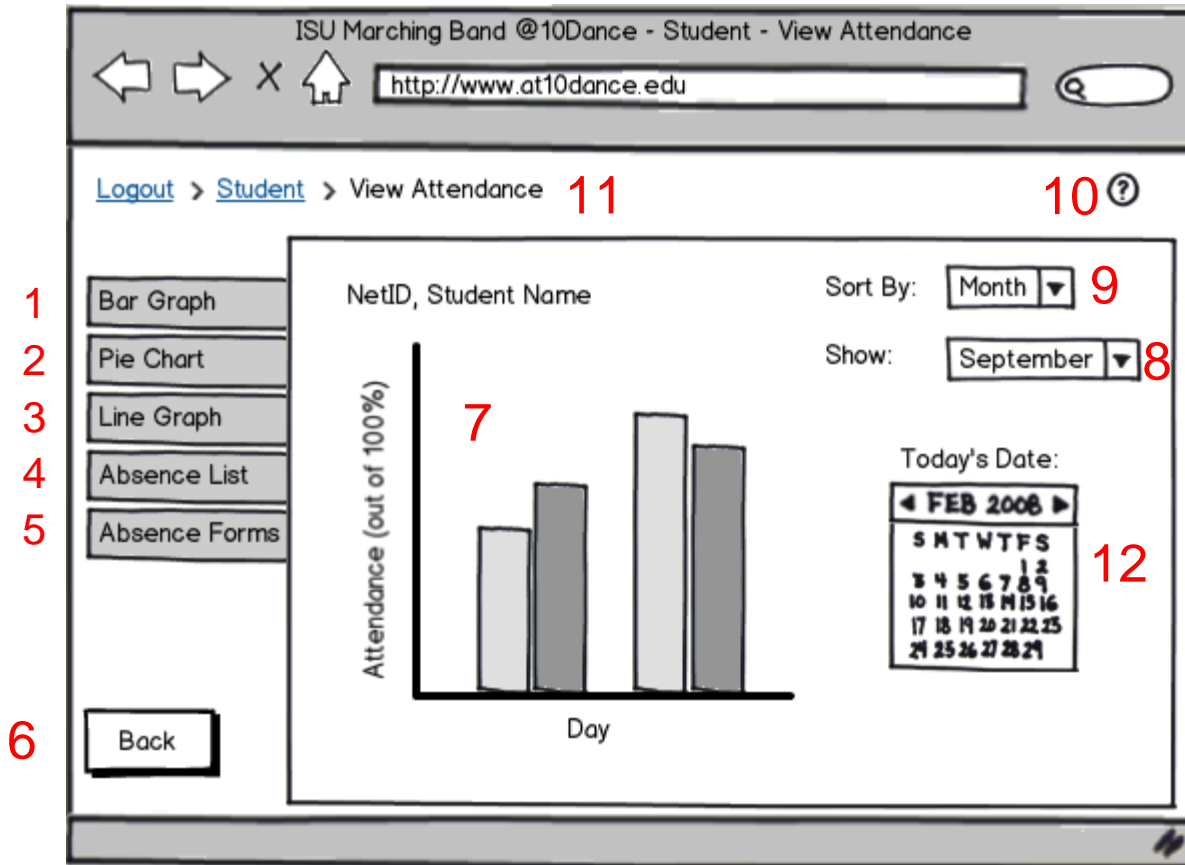 ISU Marching Band @10Dance - Student - View Attendance
http://www.at10dance.edu
Logout > Student > View Attendance 11
10 ?
1 Bar Graph
2 Pie Chart
3 Line Graph
4 Absence List
5 Absence Forms
6 Back
NetID, Student Name
Sort By: Month 9
Show: September 8
7
Attendance (out of 100%)
Day
Today's Date:
FEB 2008
S M T W T F S
1 2
3 4 5 6 7 8 9
10 11 12 13 14 15 16
17 18 19 20 21 22 23
24 25 26 27 28 29
12